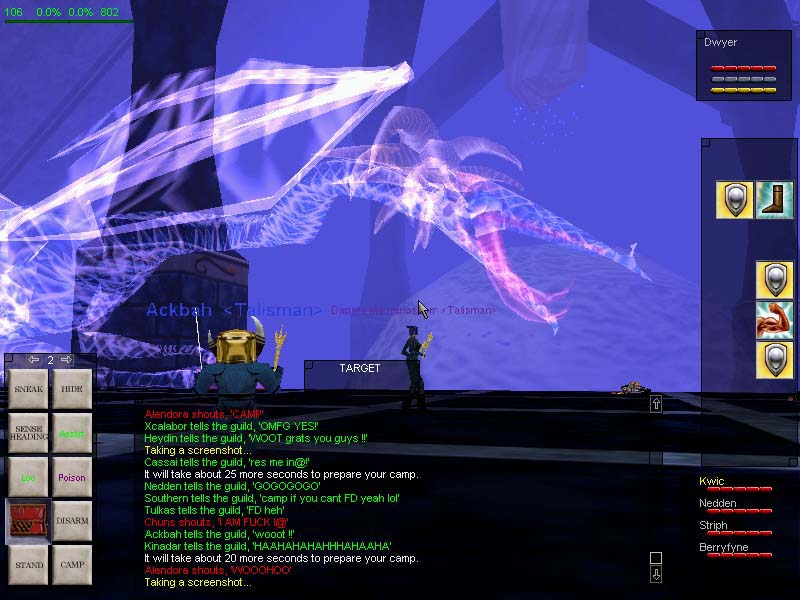 106 0.0% 0.0% 802
Dwyer
Ackbah <Talisman>
<Talisman>
TARGET
2
SNEAK HIDE
SENSE HEADING Assist
Loc Poison
DISARM
STAND CAMP
Alendora shouts, 'CAMP'
Xcalabor tells the guild, 'OMFG YES!'
Heydin tells the guild, 'WOOT grats you guys !!'
Taking a screenshot...
Cassai tells the guild, 'res me in@!'
It will take about 25 more seconds to prepare your camp.
Nedden tells the guild, 'GOGOGOGO'
Southern tells the guild, 'camp if you cant FD yeah lol'
Tulkas tells the guild, 'FD heh'
Chuns shouts, 'I AM FUCK !@'
Ackbah tells the guild, 'wooot !!'
Kinadar tells the guild, 'HAAHAHAHAHHHAHAAHA'
It will take about 20 more seconds to prepare your camp.
Alendora shouts, 'WOOOHOO'
Taking a screenshot...
Kwic
Nedden
Striph
Berryfyne